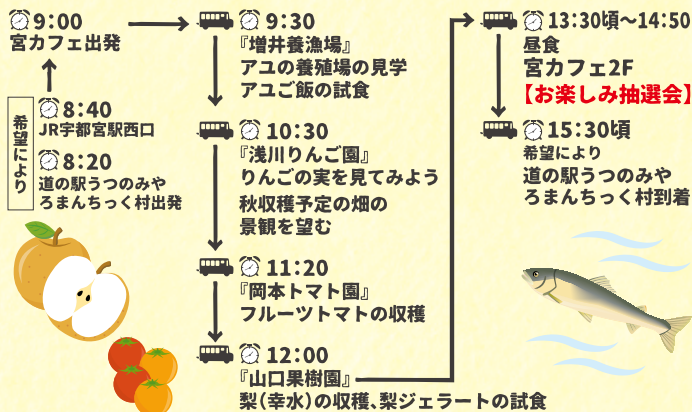 9:00
宮カフェ出発
希望により
8:40
JR宇都宮駅西口
8:20
道の駅うつのみや
ろまんちっく村出発
9:30
『増井養漁場』
アユの養殖場の見学
アユご飯の試食
10:30
『浅川りんご園』
りんごの実を見てみよう
秋収穫予定の畑の
景観を望む
11:20
『岡本トマト園』
フルーツトマトの収穫
12:00
『山口果樹園』
梨(幸水)の収穫、梨ジェラートの試食
13:30頃〜14:50
昼食
宮カフェ2F
【お楽しみ抽選会】
15:30頃
希望により
道の駅うつのみや
ろまんちっく村到着